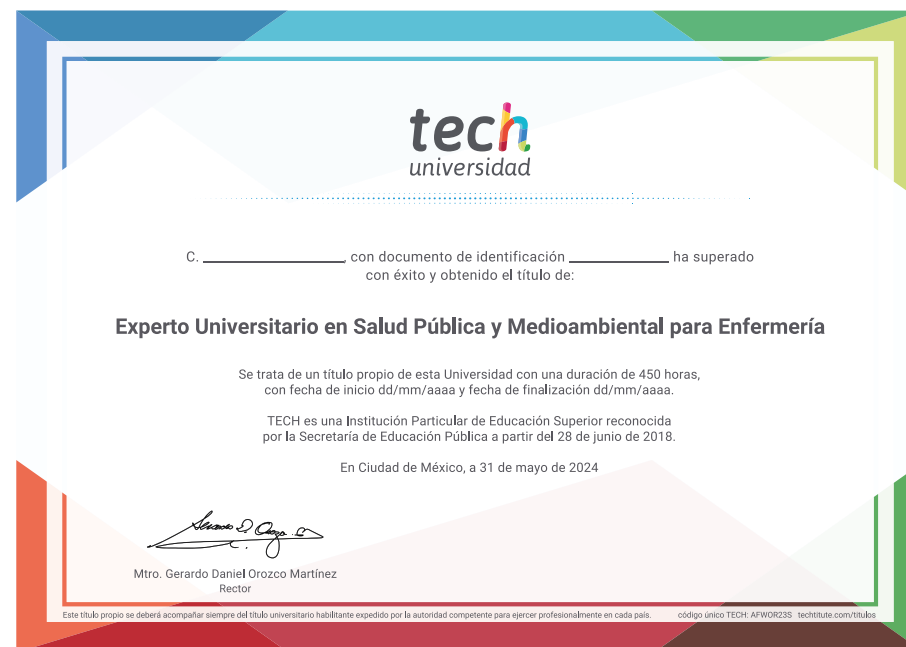 tech
universidad
C. ____________, con documento de identificación ____________ ha superado
con éxito y obtenido el título de:
Experto Universitario en Salud Pública y Medioambiental para Enfermería
Se trata de un título propio de esta Universidad con una duración de 450 horas,
con fecha de inicio dd/mm/aaaa y fecha de finalización dd/mm/aaaa.
TECH es una Institución Particular de Educación Superior reconocida
por la Secretaría de Educación Pública a partir del 28 de junio de 2018.
En Ciudad de México, a 31 de mayo de 2024
Mtro. Gerardo Daniel Orozco Martínez
Rector
Este título propio se deberá acompañar siempre del título universitario habilitante expedido por la autoridad competente para ejercer profesionalmente en cada país. código único TECH: AFWOR23S techtitute.com/titulos